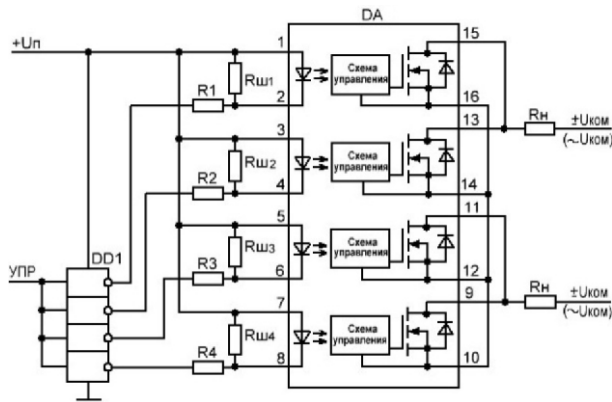 DA
+Uп
1
15
Rш1
Схема управления
R1
2
16
3
13
Rн
±Uком
(~Uком)
Rш2
Схема управления
R2
4
14
5
11
DD1
Rш3
Схема управления
УПР
R3
6
12
7
9
Rн
±Uком
(~Uком)
Rш4
Схема управления
R4
8
10